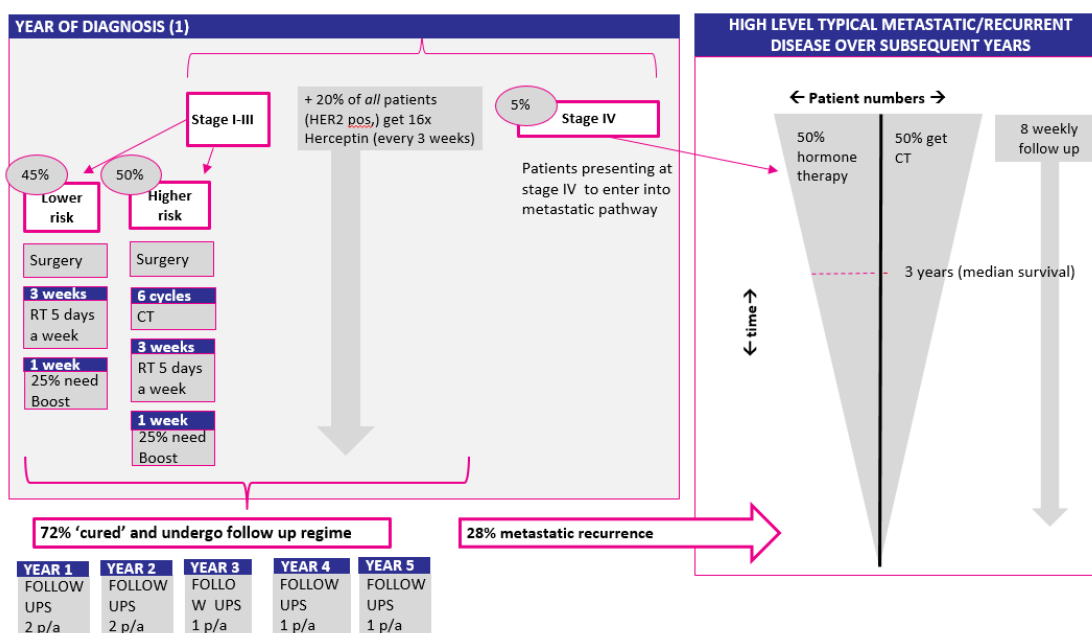 YEAR OF DIAGNOSIS (1)
Stage I-III
+ 20% of all patients
(HER2 pos,) get 16x
Herceptin (every 3 weeks)
5%
Stage IV
Patients presenting at
stage IV to enter into
metastatic pathway
45%
Lower
risk
50%
Higher
risk
Surgery
3 weeks
RT 5 days
a week
1 week
25% need
Boost
Surgery
6 cycles
CT
3 weeks
RT 5 days
a week
1 week
25% need
Boost
72% ‘cured’ and undergo follow up regime
28% metastatic recurrence
YEAR 1
FOLLOW
UPS
2 p/a
YEAR 2
FOLLOW
UPS
2 p/a
YEAR 3
FOLLO
W UPS
1 p/a
YEAR 4
FOLLOW
UPS
1 p/a
YEAR 5
FOLLOW
UPS
1 p/a
HIGH LEVEL TYPICAL METASTATIC/RECURRENT
DISEASE OVER SUBSEQUENT YEARS
← Patient numbers →
50%
hormone
therapy
50% get
CT
8 weekly
follow up
3 years (median survival)
← time →